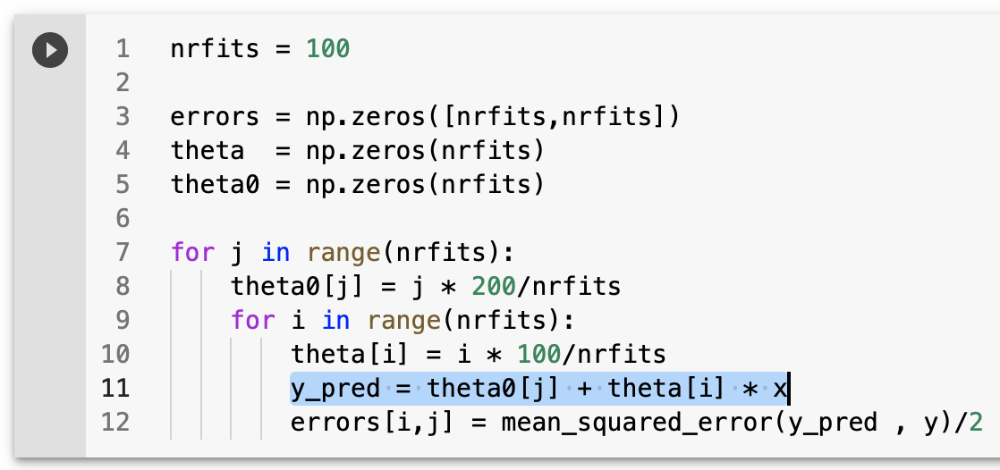 1 nrfits = 100
2
3 errors = np.zeros([nrfits,nrfits])
4 theta  = np.zeros(nrfits)
5 theta0 = np.zeros(nrfits)
6
7 for j in range(nrfits):
8     theta0[j] = j * 200/nrfits
9     for i in range(nrfits):
10         theta[i] = i * 100/nrfits
11         y_pred = theta0[j] + theta[i] * x
12         errors[i,j] = mean_squared_error(y_pred , y)/2